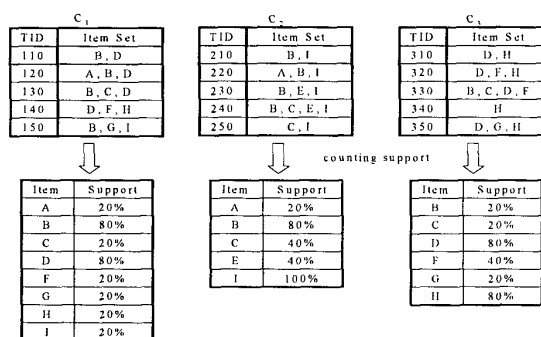 C1
TID Item Set
110 B, D
120 A, B, D
130 B, C, D
140 D, F, H
150 B, G, I
C2
TID Item Set
210 B, I
220 A, B, I
230 B, E, I
240 B, C, E, I
250 C, I
C3
TID Item Set
310 D, H
320 D, F, H
330 B, C, D, F
340 H
350 D, G, H
counting support
Item Support
A 20%
B 80%
C 20%
D 80%
F 20%
G 20%
H 20%
I 20%
Item Support
A 20%
B 80%
C 40%
E 40%
I 100%
Item Support
B 20%
C 20%
D 80%
F 40%
G 20%
H 80%